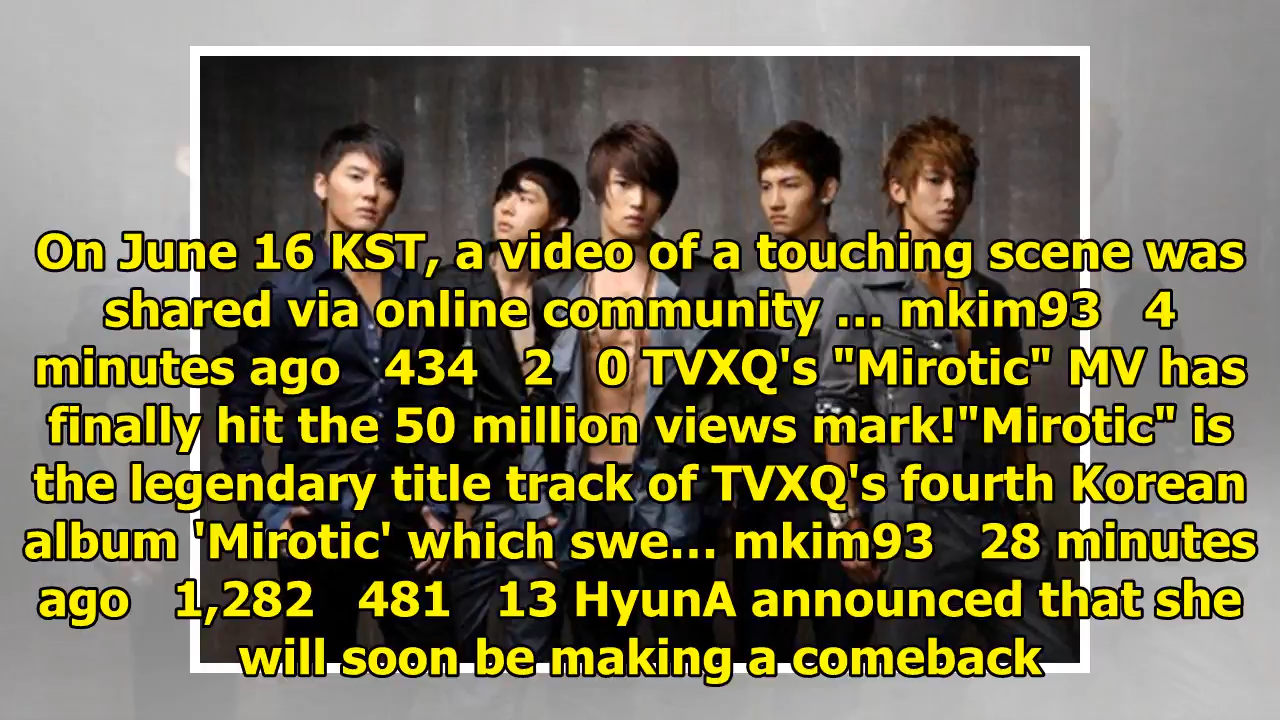 On June 16 KST, a video of a touching scene was
shared via online community ... mkim93 4
minutes ago 434 2 0 TVXQ's "Mirotic" MV has
finally hit the 50 million views mark!"Mirotic" is
the legendary title track of TVXQ's fourth Korean
album 'Mirotic' which swe... mkim93 28 minutes
ago 1,282 481 13 HyunA announced that she
will soon be making a comeback